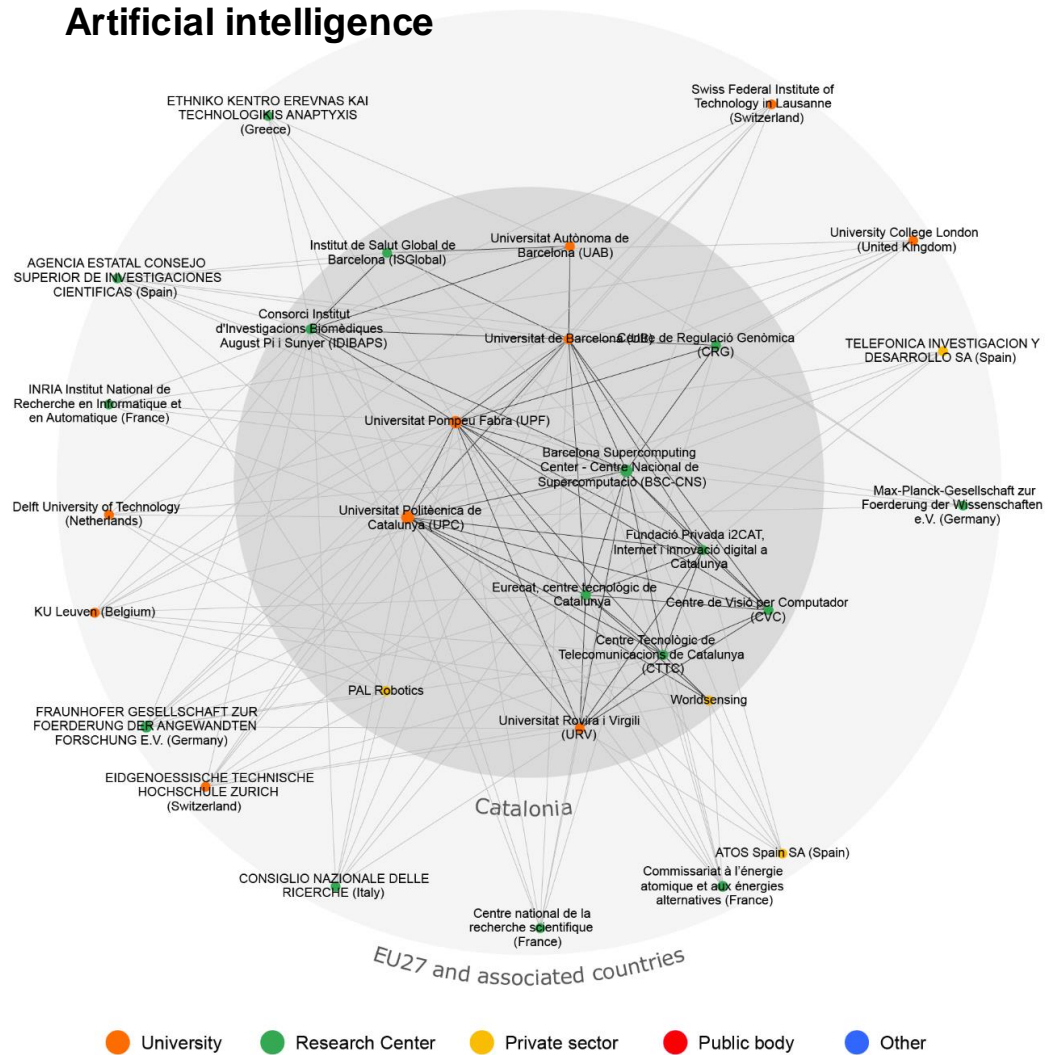 Artificial intelligence
Swiss Federal Institute of
Technology in Lausanne
(Switzerland)
ETHNIKO KENTRO EREVNAS KAI
TECHNOLOGIKIS ANAPTYXIS
(Greece)
University College London
(United Kingdom)
Universitat Autònoma de
Barcelona (UAB)
Institut de Salut Global de
Barcelona (ISGlobal)
AGENCIA ESTATAL CONSEJO
SUPERIOR DE INVESTIGACIONES
CIENTIFICAS (Spain)
Consorci Institut
d'Investigacions Biomèdiques
August Pi i Sunyer (IDIBAPS)
Universitat de Barcelona (UB)
Centre de Regulació Genòmica
(CRG)
TELEFONICA INVESTIGACION Y
DESARROLLO SA (Spain)
INRIA Institut National de
Recherche en Informatique et
en Automatique (France)
Universitat Pompeu Fabra (UPF)
Barcelona Supercomputing
Center - Centre Nacional de
Supercomputació (BSC-CNS)
Max-Planck-Gesellschaft zur
Foerderung der Wissenschaften
e.V. (Germany)
Delft University of Technology
(Netherlands)
Universitat Politècnica de
Catalunya (UPC)
Fundació Privada i2CAT,
Internet i innovació digital a
Catalunya
Eurecat, centre tecnològic de
Catalunya
Centre de Visió per Computador
(CVC)
KU Leuven (Belgium)
Centre Tecnològic de
Telecomunicacions de Catalunya
(CTTC)
PAL Robotics
Worldsensing
FRAUNHOFER GESELLSCHAFT ZUR
FOERDERUNG DER ANGEWANDTEN
FORSCHUNG E.V. (Germany)
Universitat Rovira i Virgili
(URV)
EIDGENOESSISCHE TECHNISCHE
HOCHSCHULE ZURICH
(Switzerland)
Catalonia
ATOS Spain SA (Spain)
CONSIGLIO NAZIONALE DELLE
RICERCHE (Italy)
Commissariat à l'énergie
atomique et aux énergies
alternatives (France)
Centre national de la
recherche scientifique
(France)
EU27 and associated countries
University
Research Center
Private sector
Public body
Other